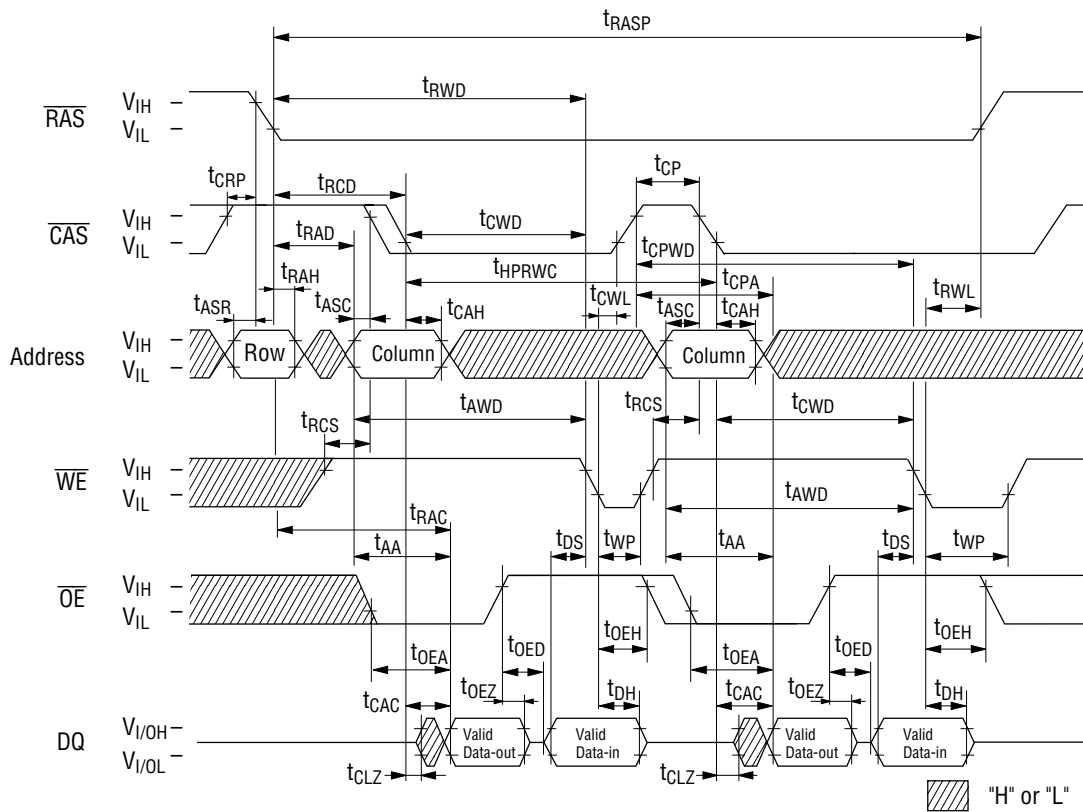 tRASP
tRWD
RAS
VIH
VIL
tCRP
tRCD
tCP
CAS
VIH
VIL
tRAD
tCWD
tCPWD
tHPRWC
tCPA
tRAH
tASR
tASC
tCAH
tCWL
tASC
tCAH
tRWL
Address
VIH
VIL
Row
Column
Column
tAWD
tRCS
tRCS
tCWD
WE
VIH
VIL
tAWD
tRAC
tAA
tDS
tWP
tAA
tDS
tWP
OE
VIH
VIL
tOEA
tOED
tOEH
tOEA
tOED
tOEH
tCAC
tOEZ
tDH
tCAC
tOEZ
tDH
DQ
VI/OH
VI/OL
Valid
Data-out
Valid
Data-in
Valid
Data-out
Valid
Data-in
tCLZ
tCLZ
"H" or "L"